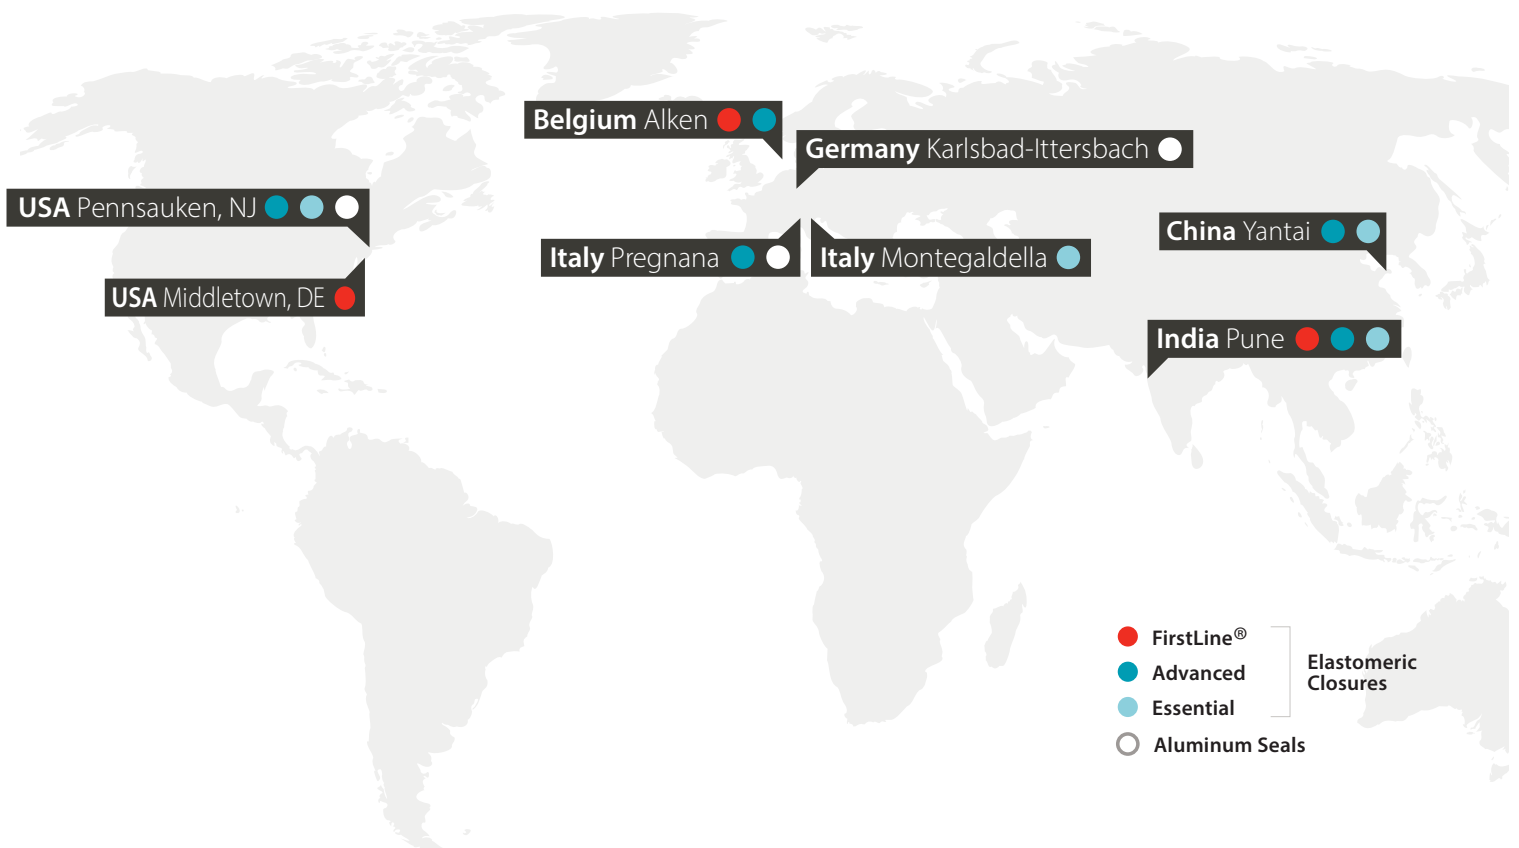 Belgium Alken
Germany Karlsbad-Ittersbach
USA Pennsauken, NJ
China Yantai
Italy Pregnana
Italy Montegaldella
USA Middletown, DE
India Pune
FirstLine®
Advanced
Essential
Elastomeric
Closures
Aluminum Seals